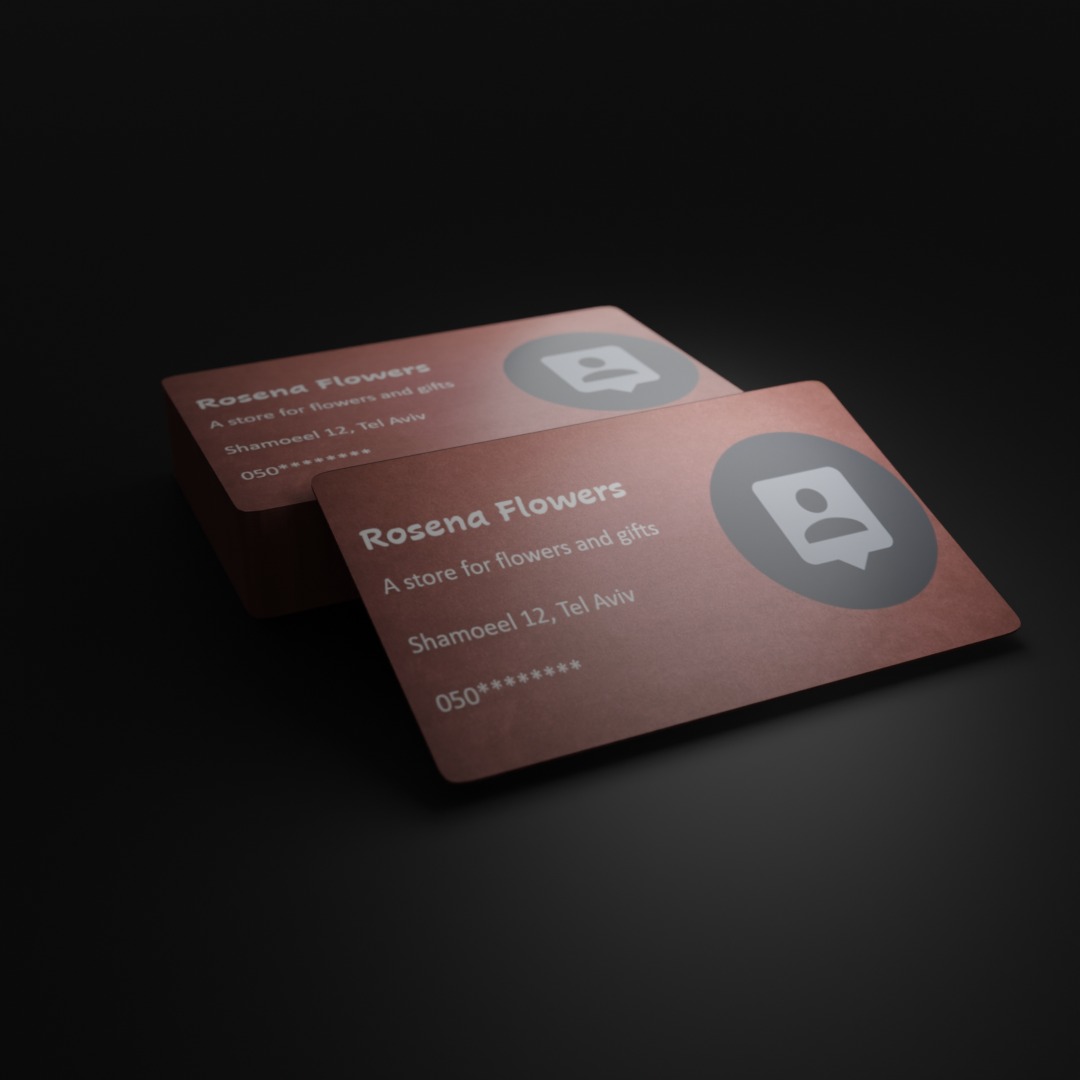 Rosena Flowers
A store for flowers and gifts
Shamoeel 12, Tel Aviv
050********
Rosena Flowers
A store for flowers and gifts
Shamoeel 12, Tel Aviv
050********